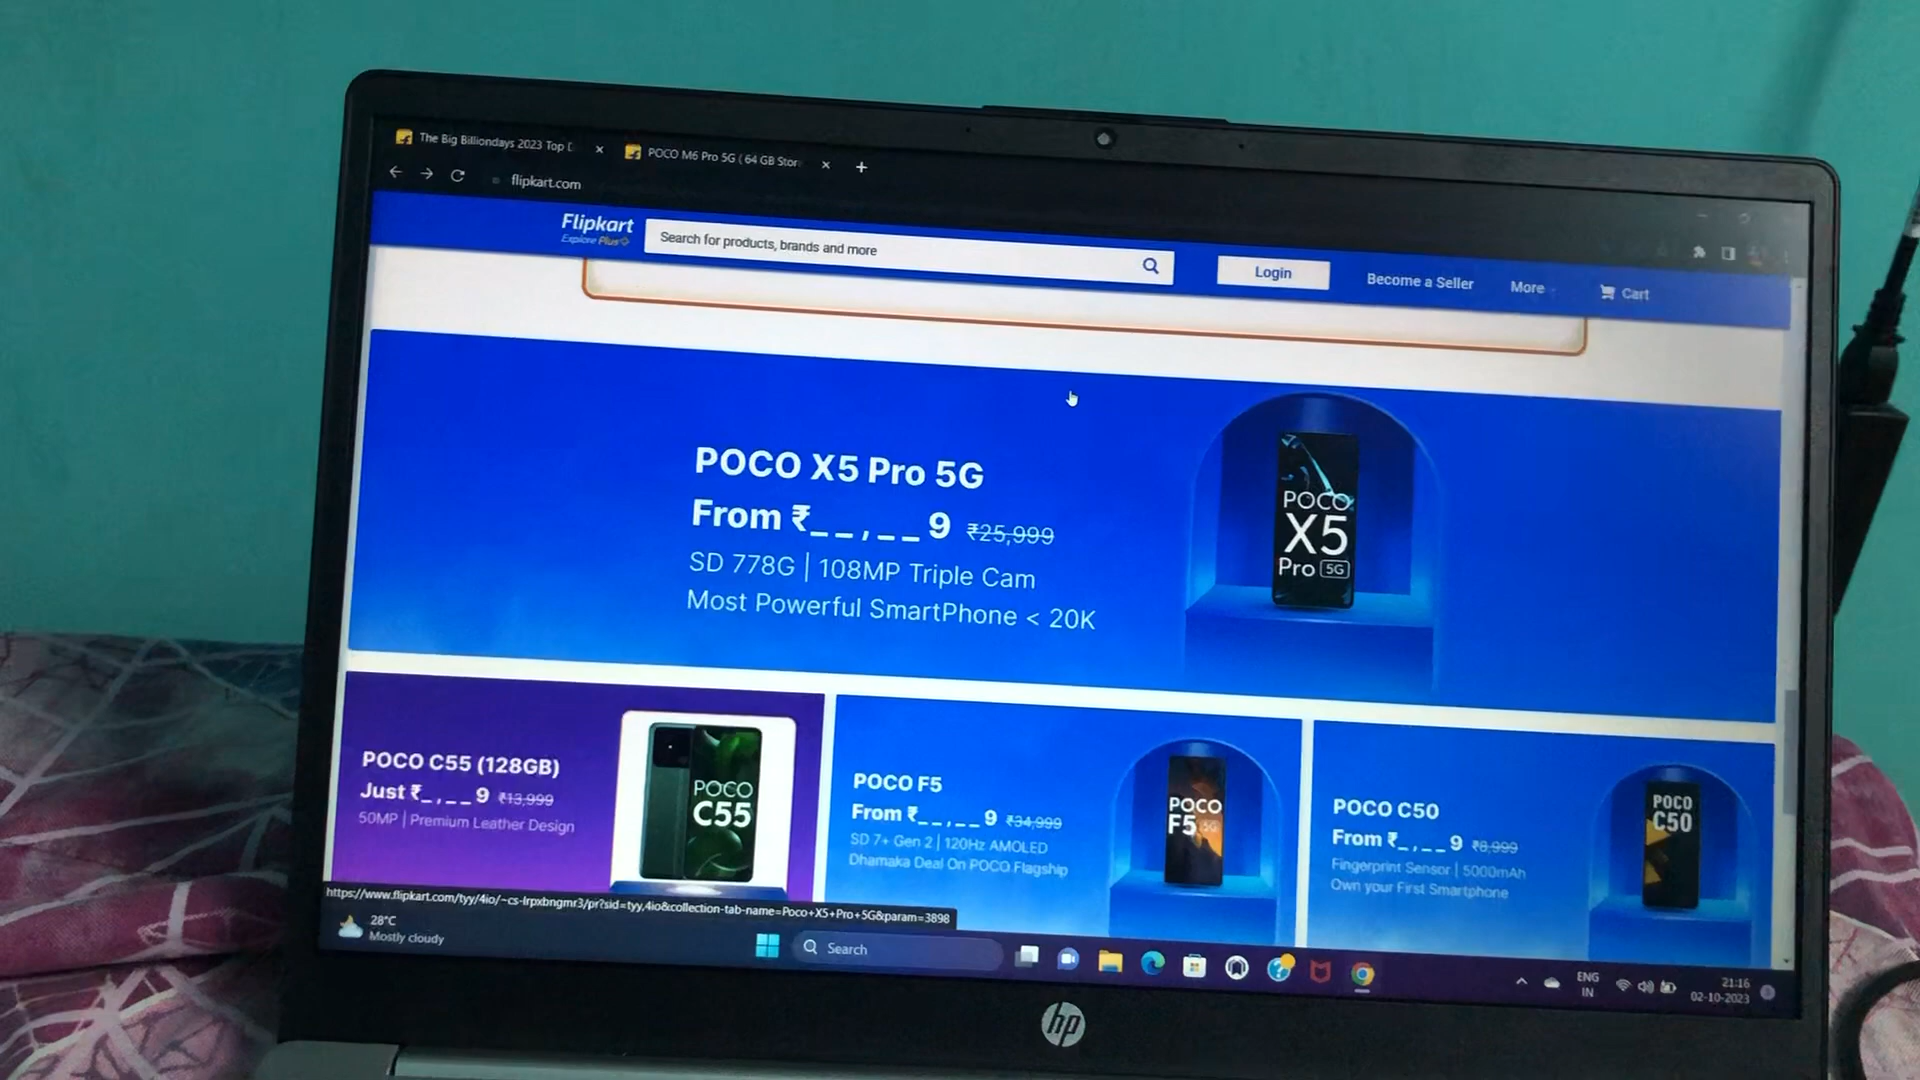 The Big Billiondays 2023 Top D
POCO M6 Pro 5G ( 64 GB Stor
flipkart.com
Flipkart
Explore Plus
Search for products, brands and more
Login
Become a Seller
More
Cart
POCO X5 Pro 5G
From ₹_ _ , _ _ 9 ₹25,999
SD 778G | 108MP Triple Cam
Most Powerful SmartPhone < 20K
POCO
X5
Pro 5G
POCO C55 (128GB)
Just ₹_ , _ _ 9 ₹13,999
50MP | Premium Leather Design
POCO
C55
POCO F5
From ₹_ _ , _ _ 9 ₹34,999
SD 7+ Gen 2 | 120Hz AMOLED
Dhamaka Deal On POCO Flagship
POCO
F5 5G
POCO C50
From ₹_ , _ _ 9 ₹8,999
Fingerprint Sensor | 5000mAh
Own your First Smartphone
POCO
C50
https://www.flipkart.com/tyy/4io/~cs-lrpxbngmr3/pr?sid=tyy,4io&collection-tab-name=Poco+X5+Pro+5G&param=3898
28°C
Mostly cloudy
Search
ENG
IN
21:16
02-10-2023
hp